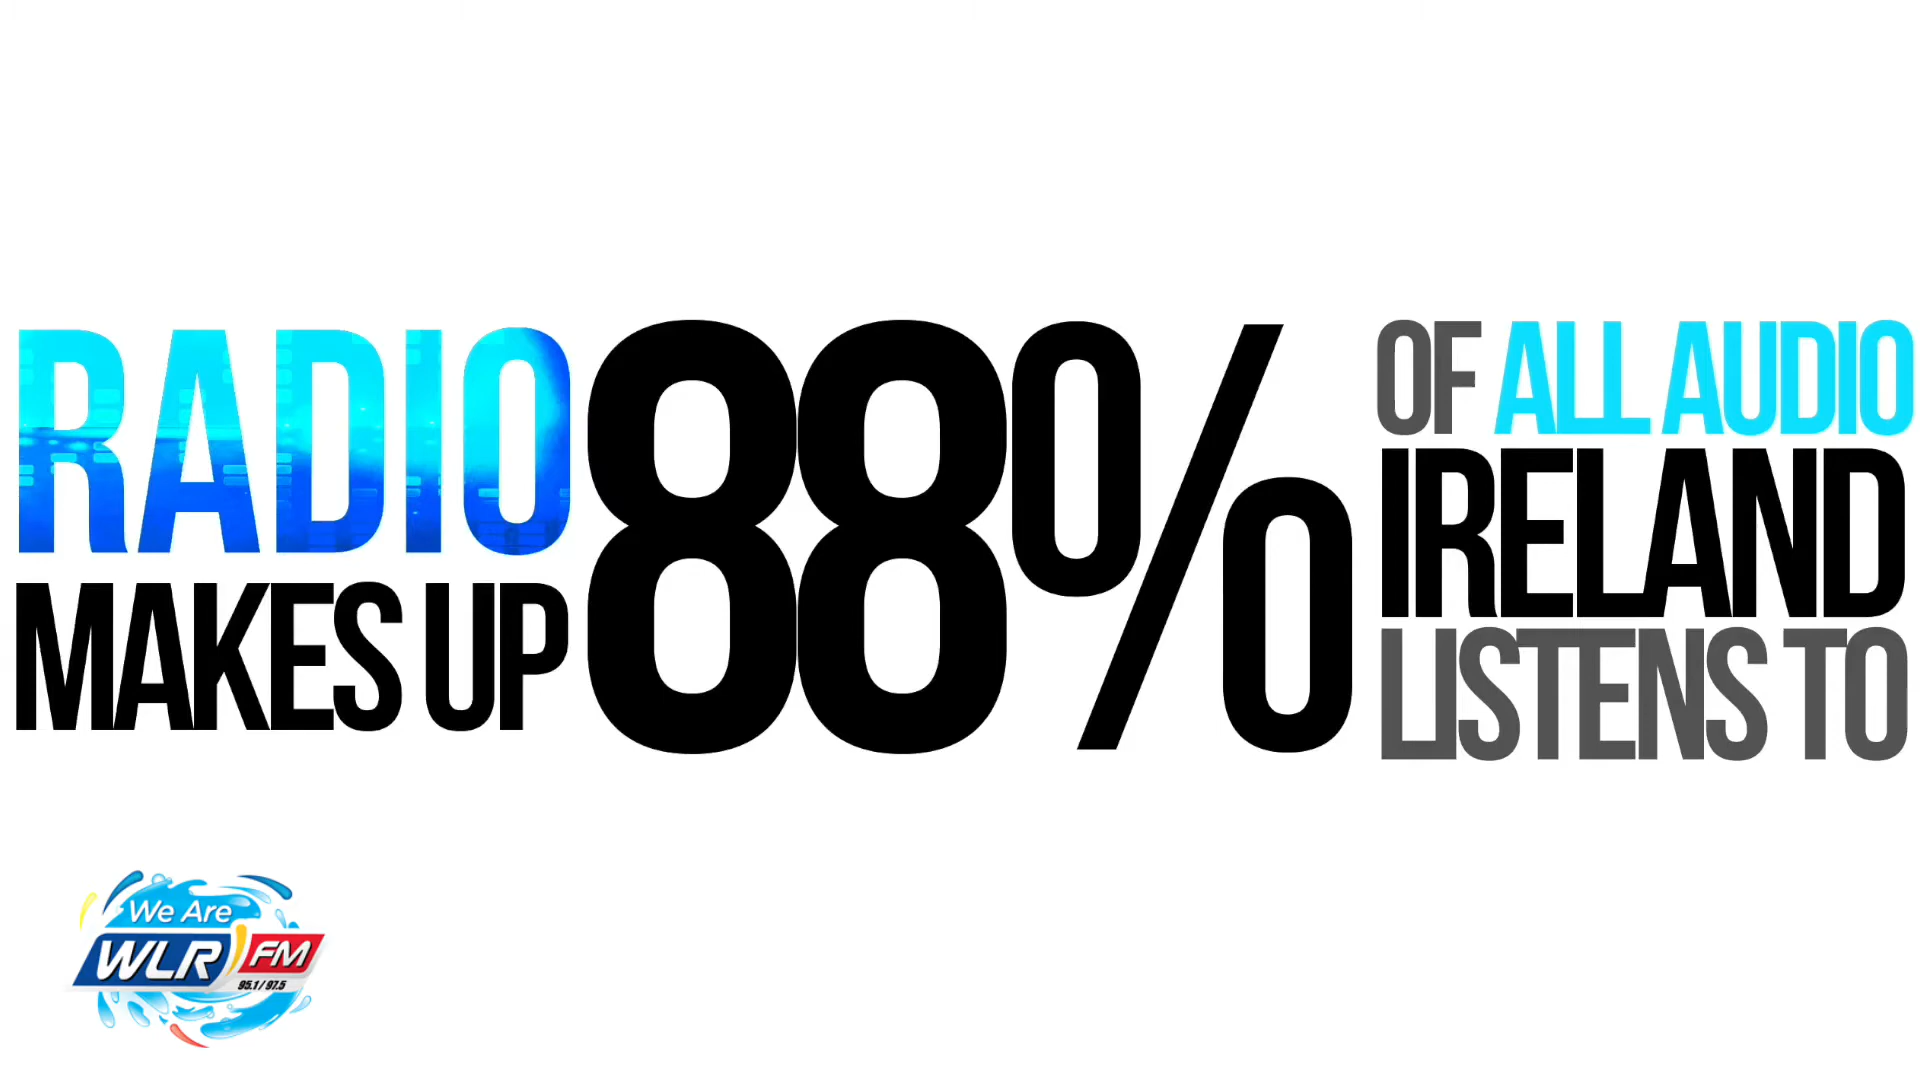 RADIO
MAKES UP
88%
OF ALL AUDIO
IRELAND
LISTENS TO
We Are
WLR FM
95.1/97.5